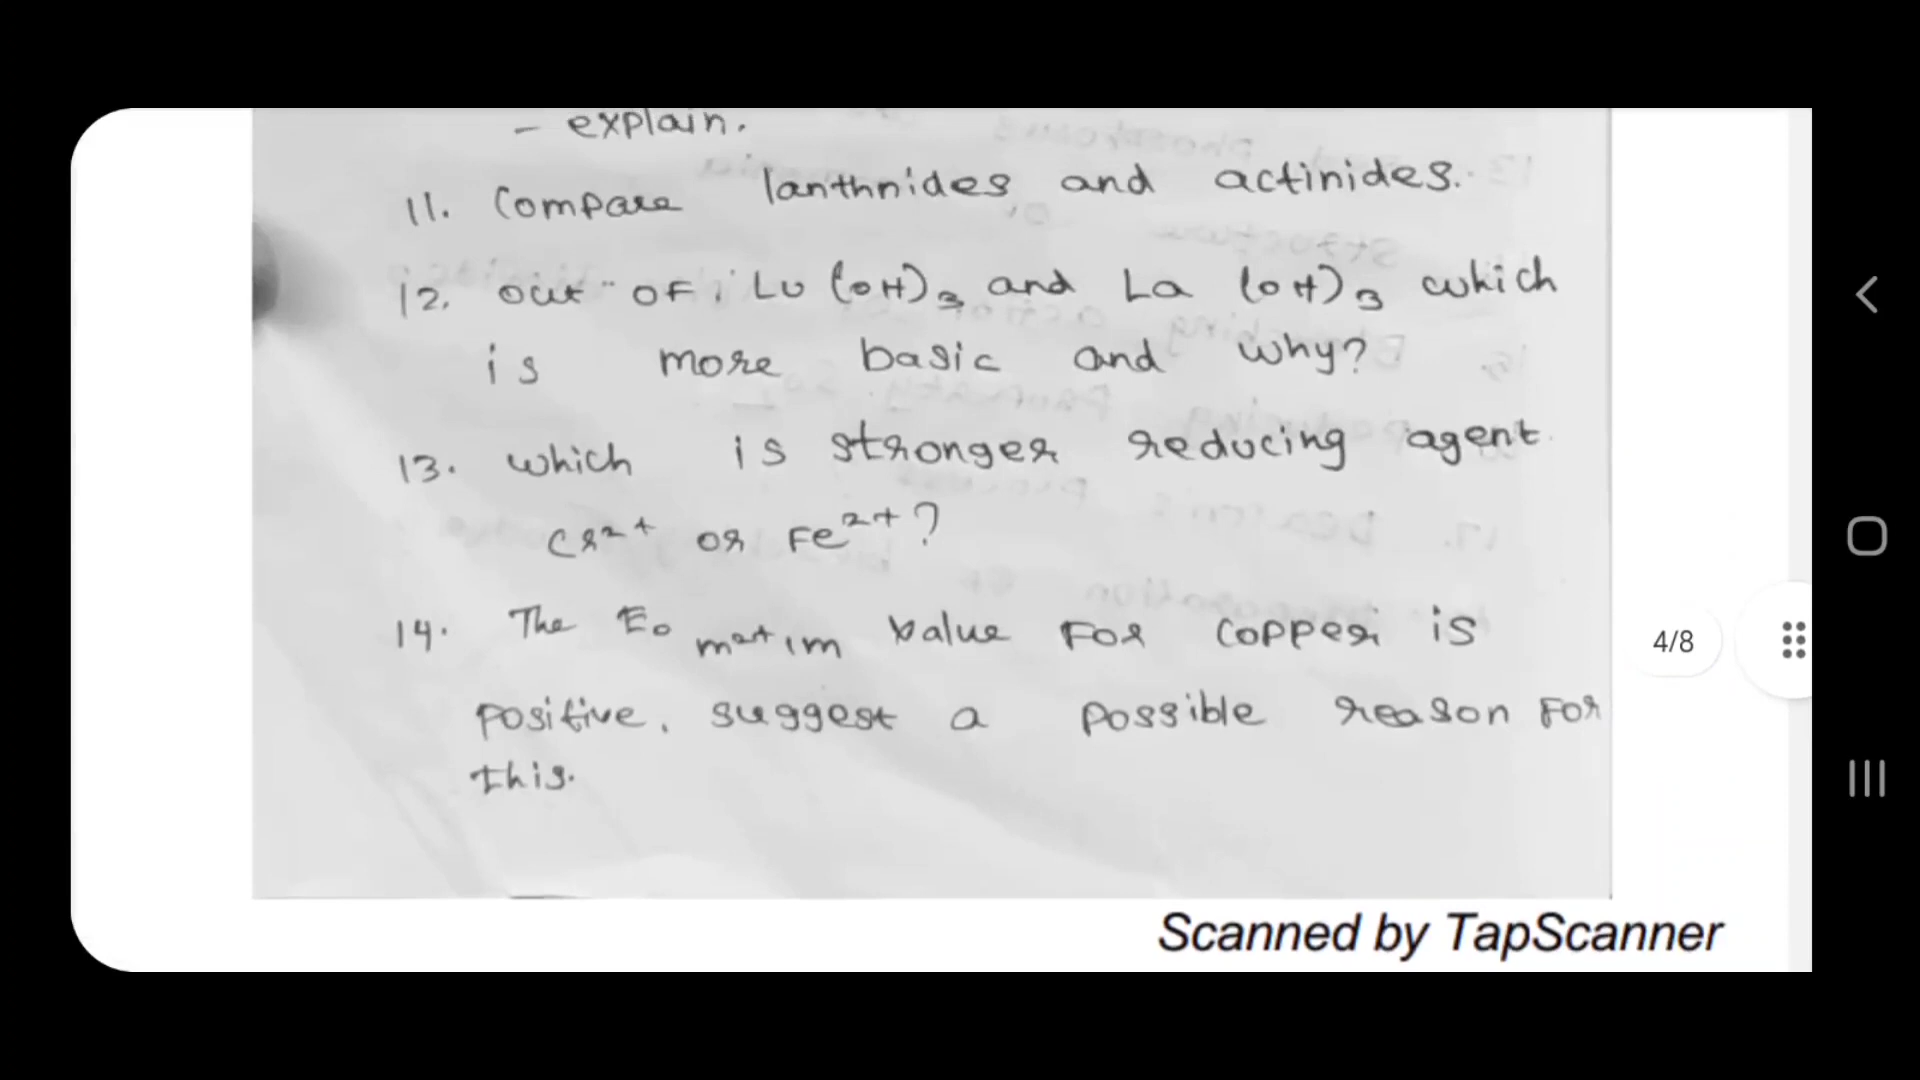 - explain.
11. Compare lanthnides and actinides.
12. out of Lu (OH)3 and La (OH)3 which
is more basic and why?
13. which is stronger reducing agent
Cr2+ or Fe2+?
14. The E0 m2+/m value For copper is
positive, suggest a possible reason For
this.
4/8
Scanned by TapScanner